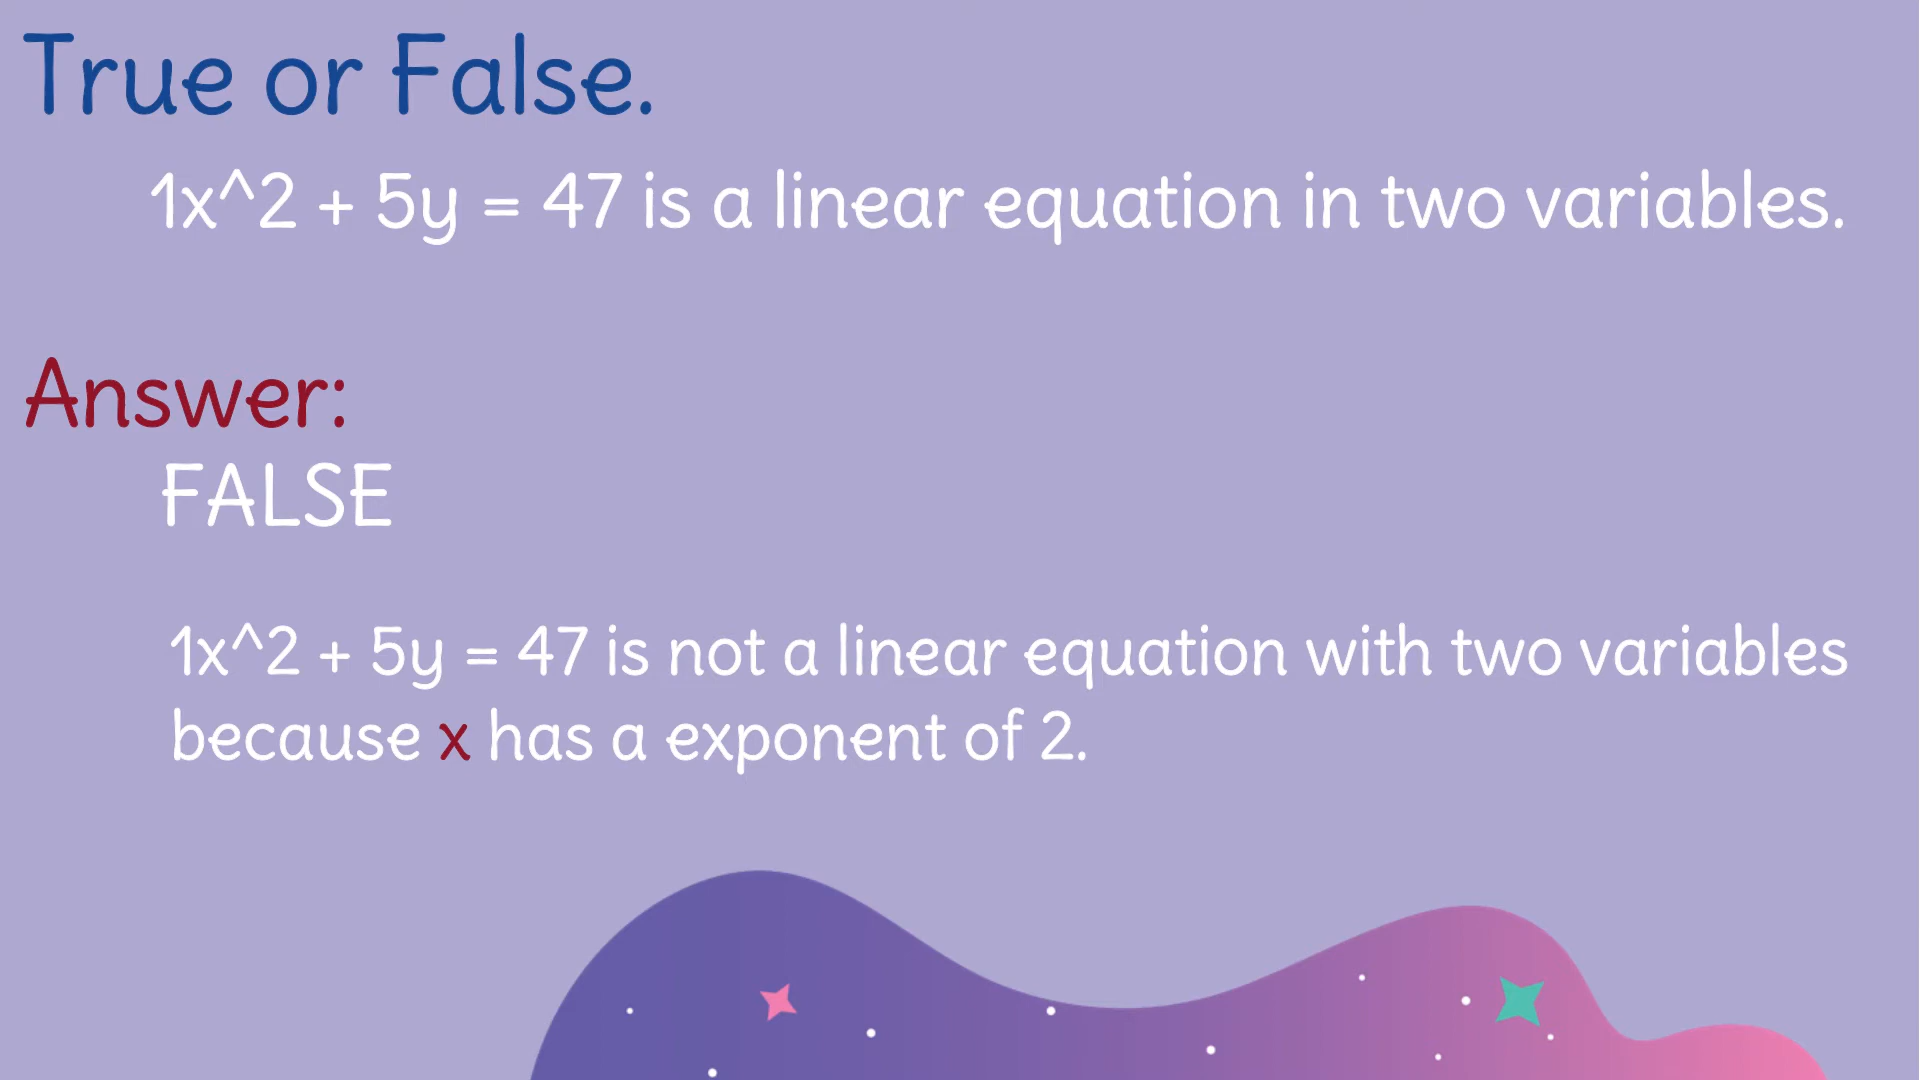 True or False.
1x^2 + 5y = 47 is a linear equation in two variables.
Answer:
FALSE
1x^2 + 5y = 47 is not a linear equation with two variables
because x has a exponent of 2.